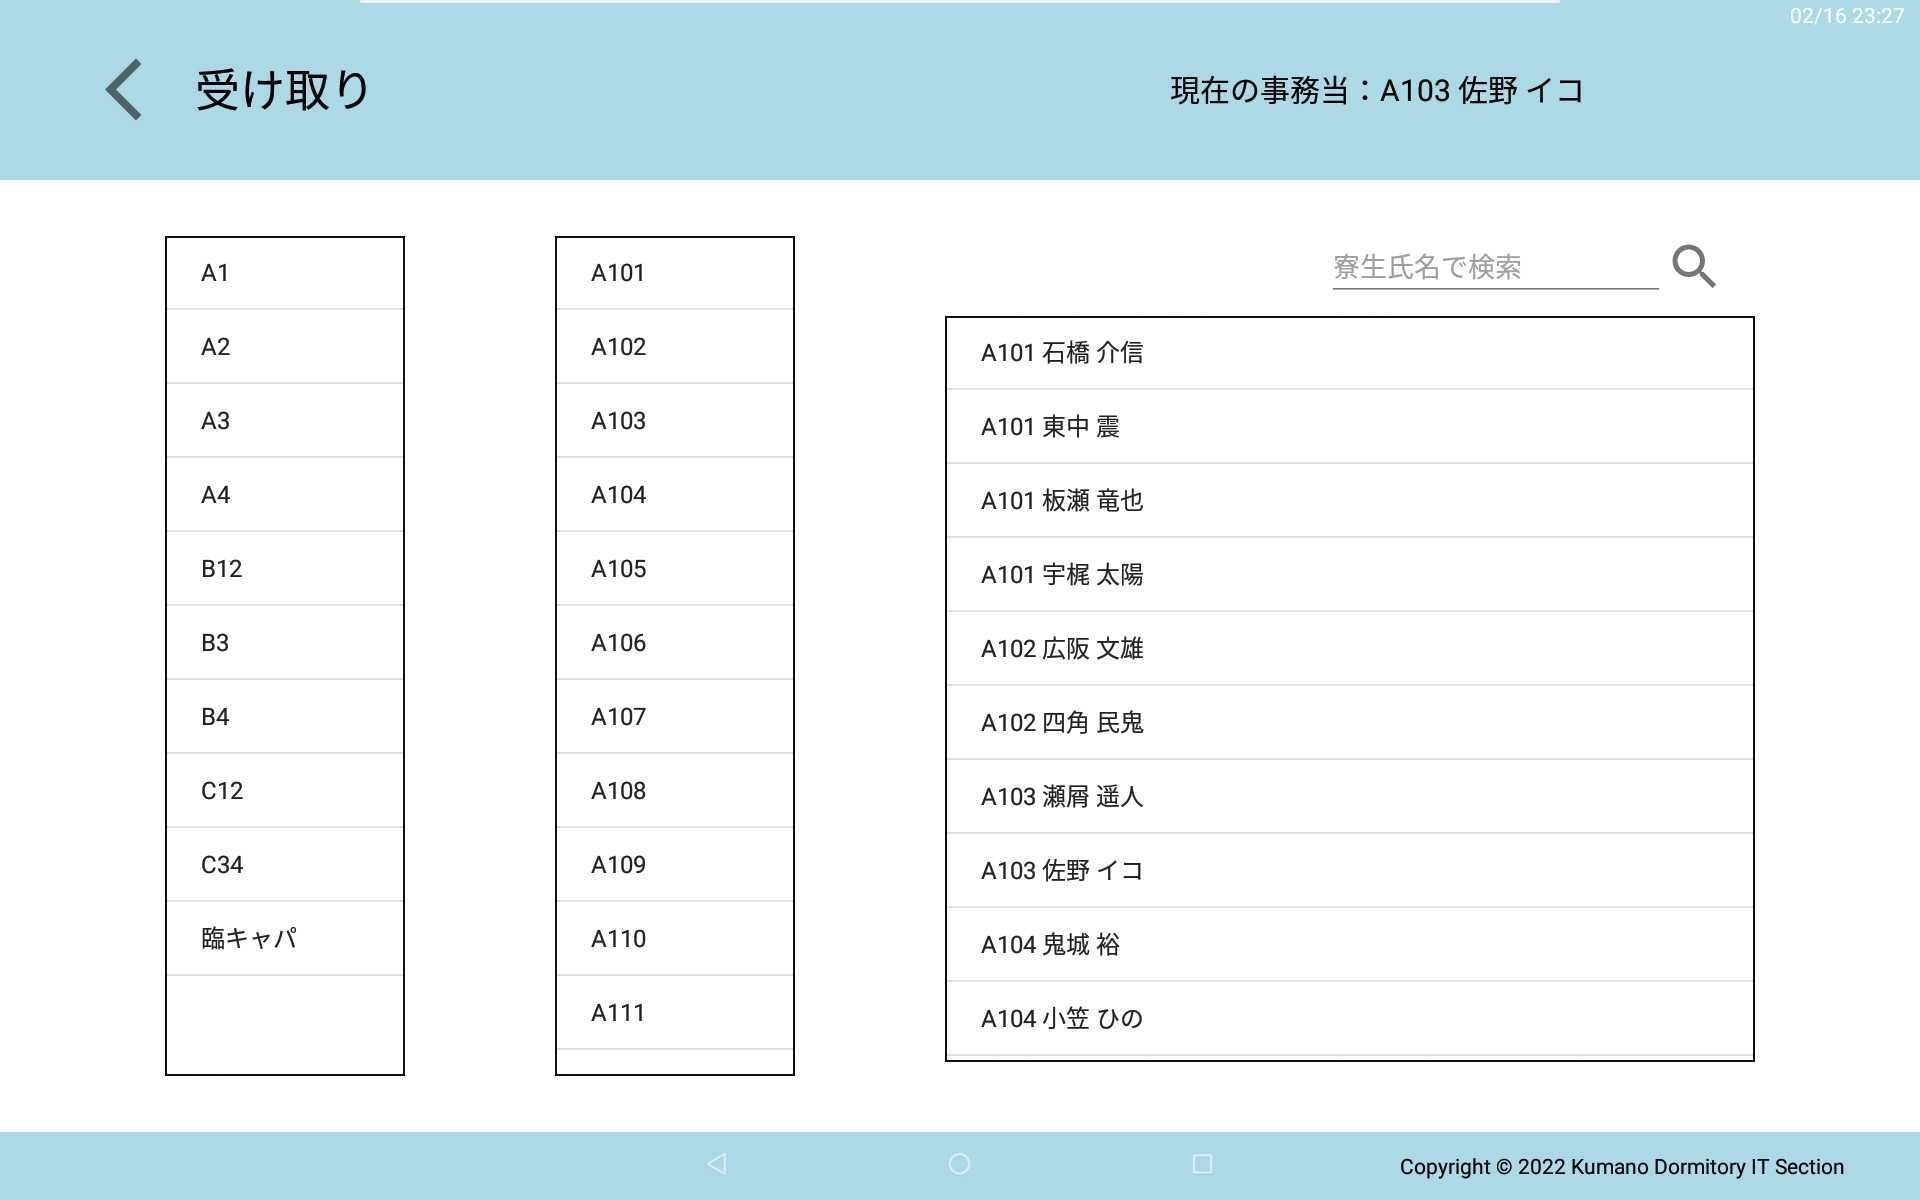 02/16 23:27
受け取り
現在の事務当：A103 佐野 イコ
A1
A2
A3
A4
B12
B3
B4
C12
C34
臨キャパ
A101
A102
A103
A104
A105
A106
A107
A108
A109
A110
A111
寮生氏名で検索
A101 石橋 介信
A101 東中 震
A101 板瀬 竜也
A101 宇梶 太陽
A102 広阪 文雄
A102 四角 民鬼
A103 瀬屑 遥人
A103 佐野 イコ
A104 鬼城 裕
A104 小笠 ひの
Copyright © 2022 Kumano Dormitory IT Section